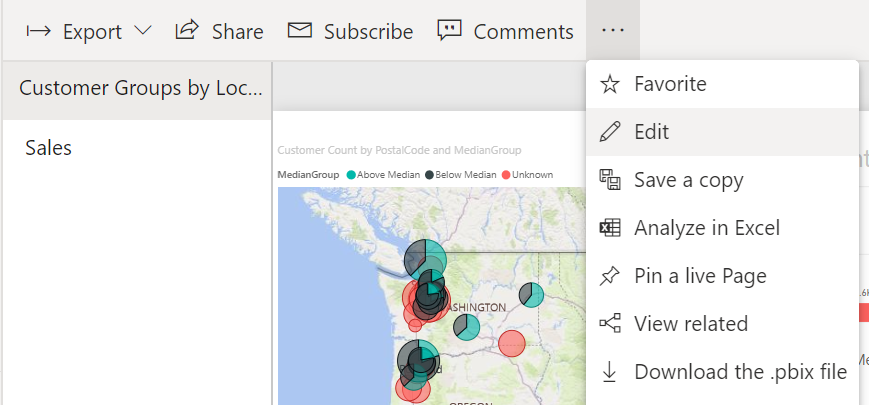 Export Share Subscribe Comments ...
Customer Groups by Loc...
Sales
Favorite
Edit
Save a copy
Analyze in Excel
Pin a live Page
View related
Download the .pbix file
Customer Count by PostalCode and MedianGroup
MedianGroup Above Median Below Median Unknown
ASHINGTON
OREGON